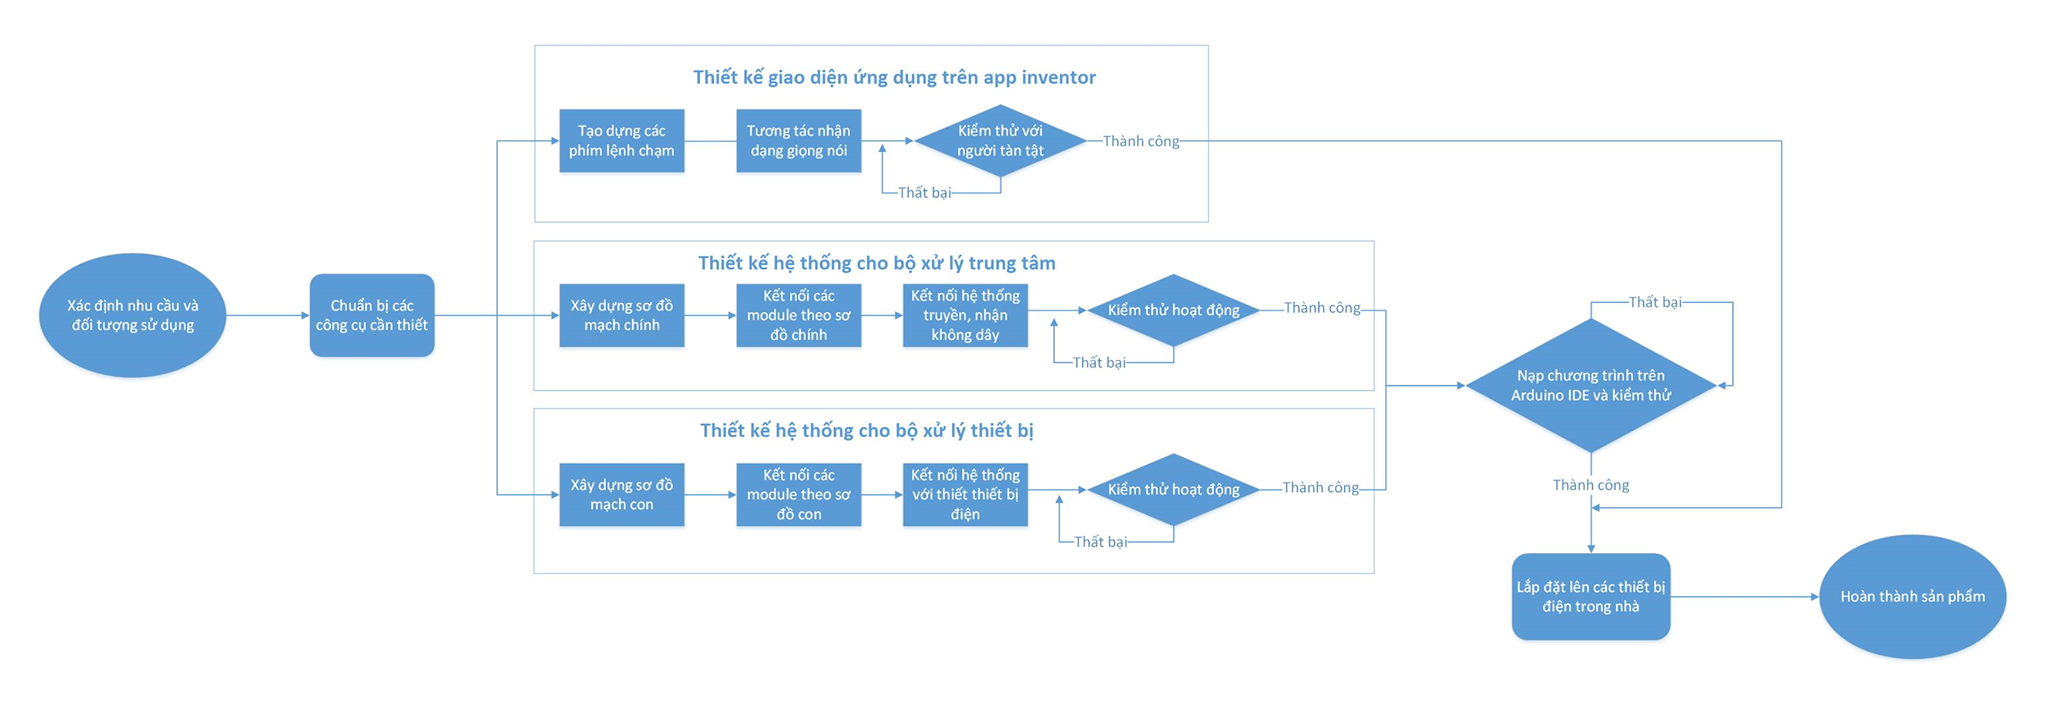 Xác định nhu cầu và
đối tượng sử dụng
Chuẩn bị các
công cụ cần thiết
Thiết kế giao diện ứng dụng trên app inventor
Tạo dựng các
phím lệnh chạm
Tương tác nhận
dạng giọng nói
Kiểm thử với
người tàn tật
Thành công
Thất bại
Thiết kế hệ thống cho bộ xử lý trung tâm
Xây dựng sơ đồ
mạch chính
Kết nối các
module theo sơ
đồ chính
Kết nối hệ thống
truyền, nhận
không dây
Kiểm thử hoạt động
Thành công
Thất bại
Thiết kế hệ thống cho bộ xử lý thiết bị
Xây dựng sơ đồ
mạch con
Kết nối các
module theo sơ
đồ con
Kết nối hệ thống
với thiết thiết bị
điện
Kiểm thử hoạt động
Thành công
Thất bại
Thất bại
Nạp chương trình trên
Arduino IDE và kiểm thử
Thành công
Lắp đặt lên các thiết bị
điện trong nhà
Hoàn thành sản phẩm